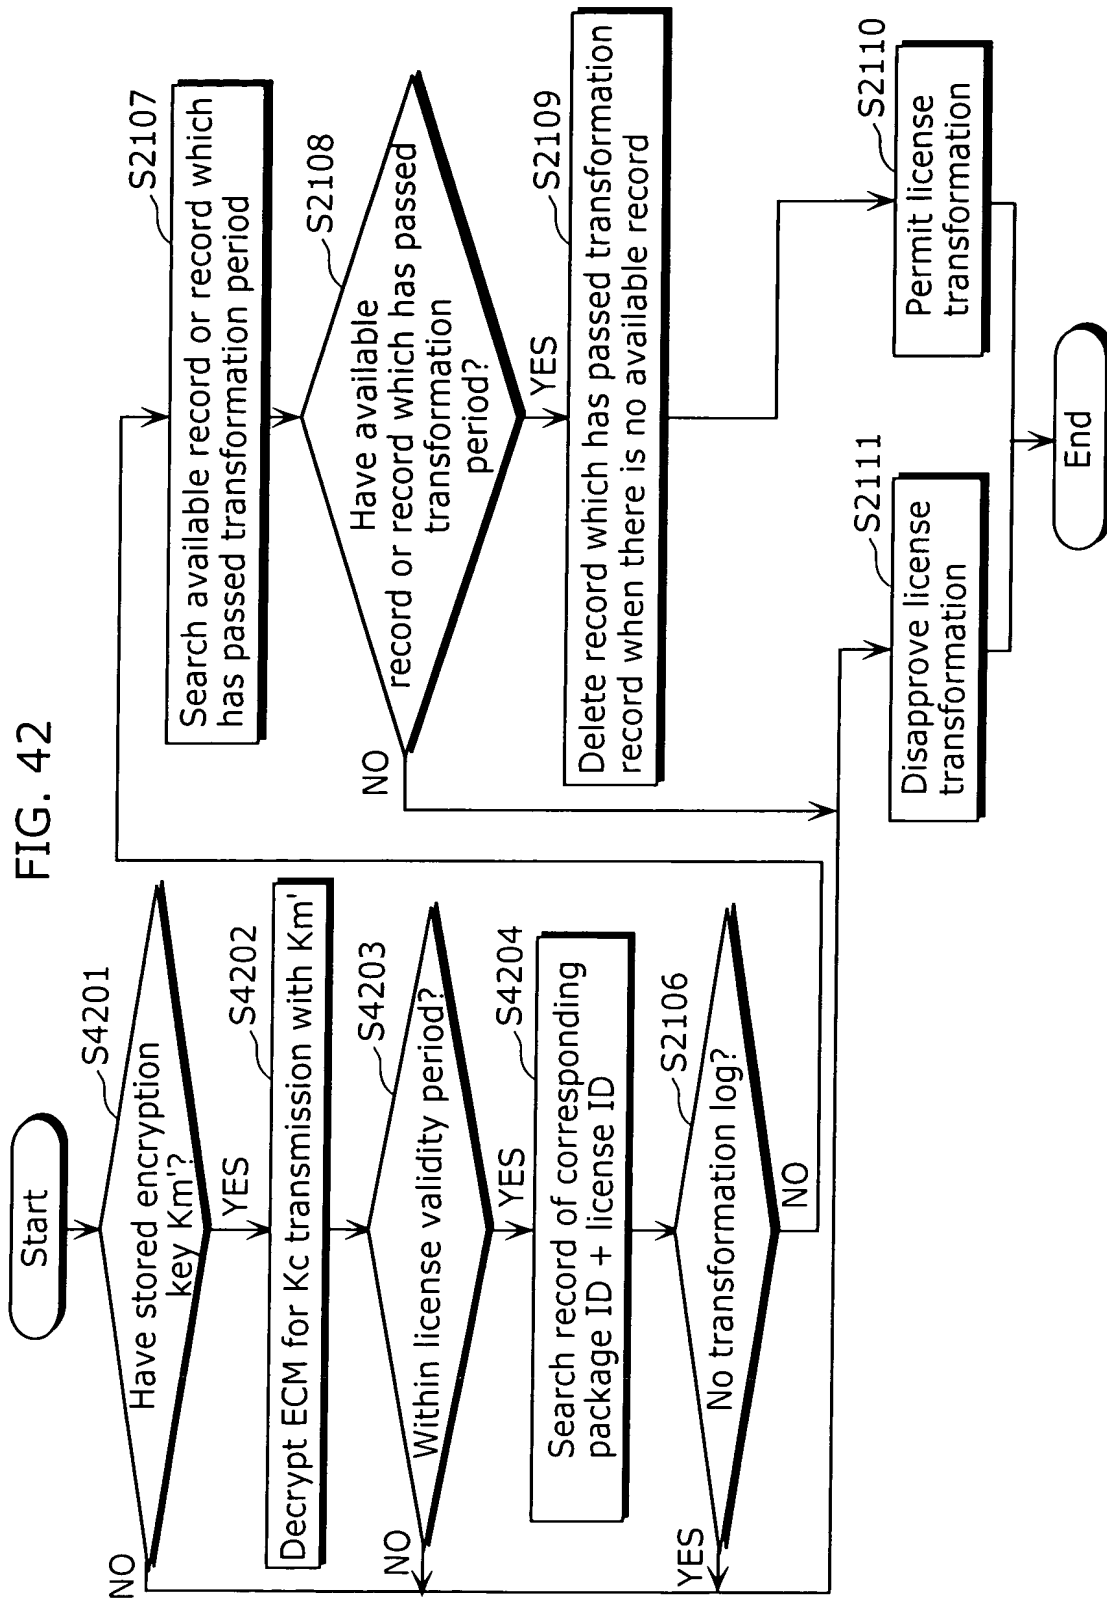 FIG. 42
Start
S4201
Have stored encryption
key Km'?
YES
NO
S4202
Decrypt ECM for Kc transmission with Km'
S4203
Within license validity period?
YES
NO
S4204
Search record of corresponding
package ID + license ID
S2106
No transformation log?
YES
NO
S2107
Search available record or record which
has passed transformation period
S2108
Have available
record or record which has passed
transformation
period?
YES
NO
S2109
Delete record which has passed transformation
record when there is no available record
S2110
Permit license
transformation
S2111
Disapprove license
transformation
End